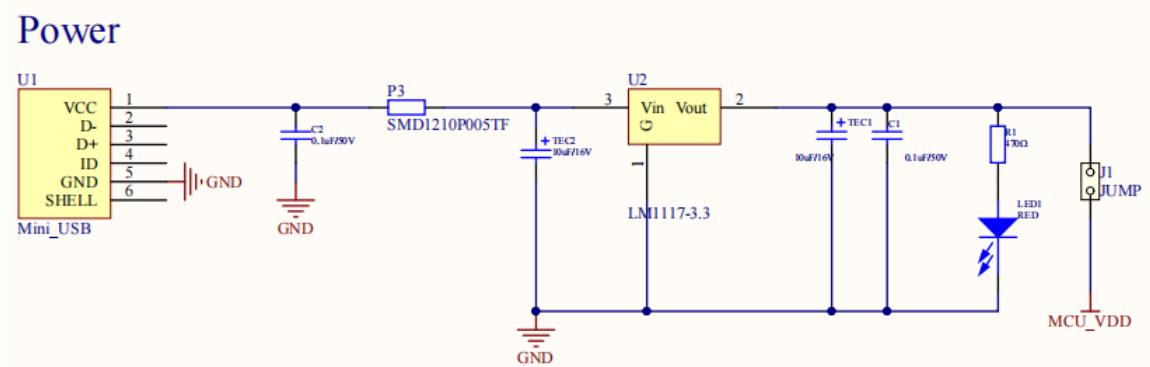 Power
U1
VCC 1
D- 2
D+ 3
ID 4
GND 5
SHELL 6
Mini_USB
GND
C2
0.1uF/50V
GND
P3
SMD1210P005TF
+ TEC2
10uF/16V
GND
U2
3 Vin Vout 2
G
1
LM1117-3.3
+ TEC1
10uF/16V
C1
0.1uF/50V
R1
470Ω
LED1
RED
J1
JUMP
MCU_VDD